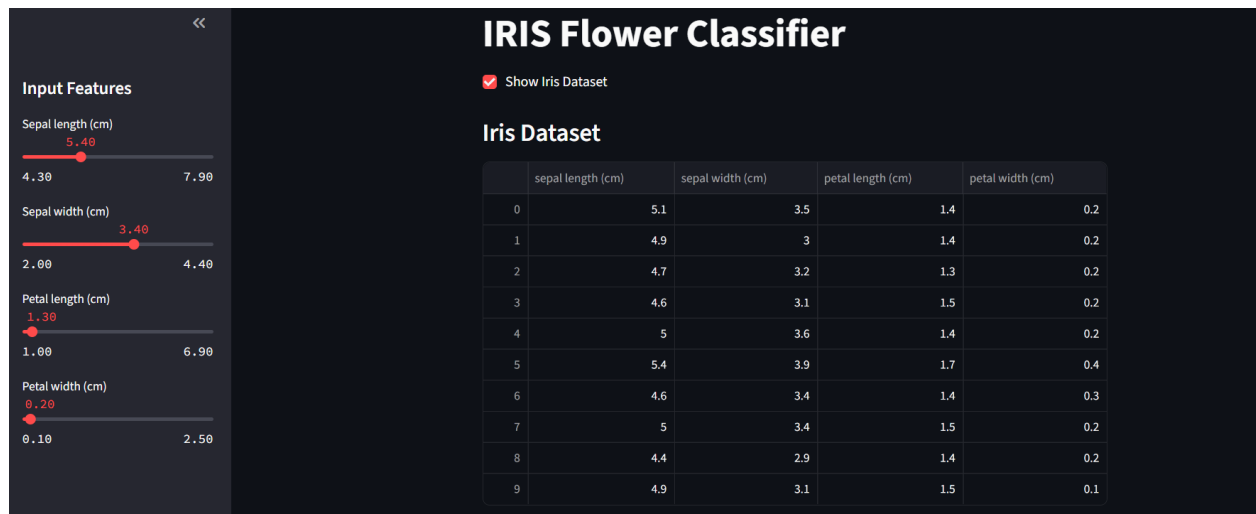 Input Features
Sepal length (cm)
5.40
4.30 7.90
Sepal width (cm)
3.40
2.00 4.40
Petal length (cm)
1.30
1.00 6.90
Petal width (cm)
0.20
0.10 2.50
IRIS Flower Classifier
Show Iris Dataset
Iris Dataset
sepal length (cm) sepal width (cm) petal length (cm) petal width (cm)
0 5.1 3.5 1.4 0.2
1 4.9 3 1.4 0.2
2 4.7 3.2 1.3 0.2
3 4.6 3.1 1.5 0.2
4 5 3.6 1.4 0.2
5 5.4 3.9 1.7 0.4
6 4.6 3.4 1.4 0.3
7 5 3.4 1.5 0.2
8 4.4 2.9 1.4 0.2
9 4.9 3.1 1.5 0.1